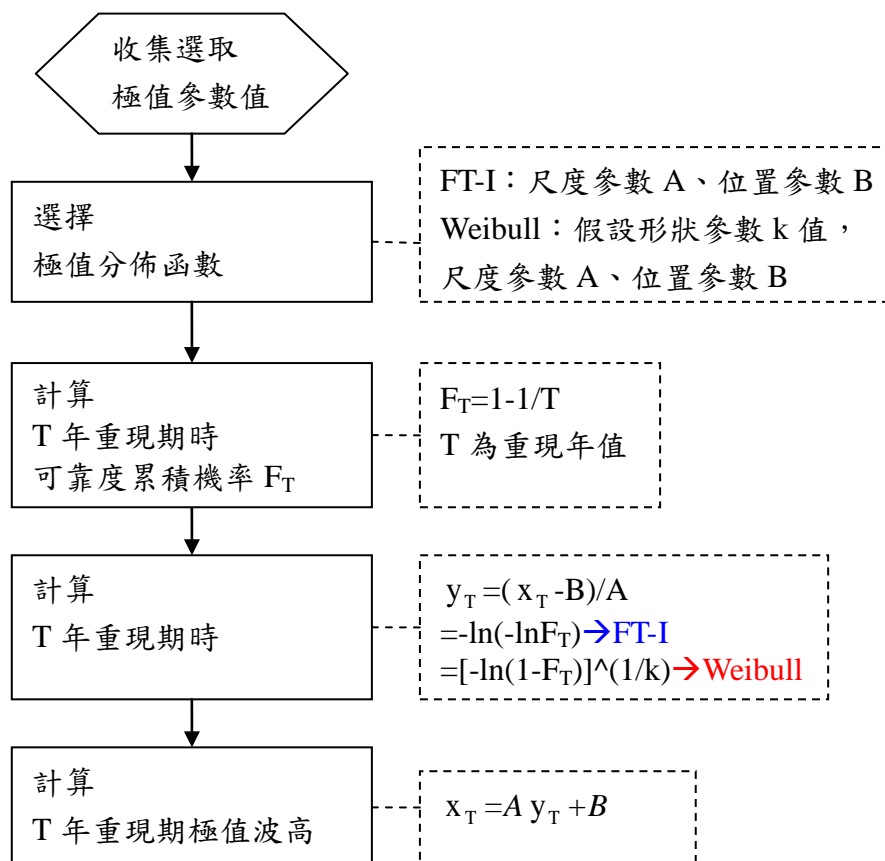 收集選取
極值參數值
選擇
極值分佈函數
FT-I：尺度參數 A、位置參數 B
Weibull：假設形狀參數 k 值，
尺度參數 A、位置參數 B
計算
T 年重現期時
可靠度累積機率 F_T
F_T=1-1/T
T 為重現年值
計算
T 年重現期時
y_T =( x_T -B)/A
=-ln(-lnF_T)→FT-I
=[-ln(1-F_T)]^(1/k)→Weibull
計算
T 年重現期極值波高
x_T =A y_T +B